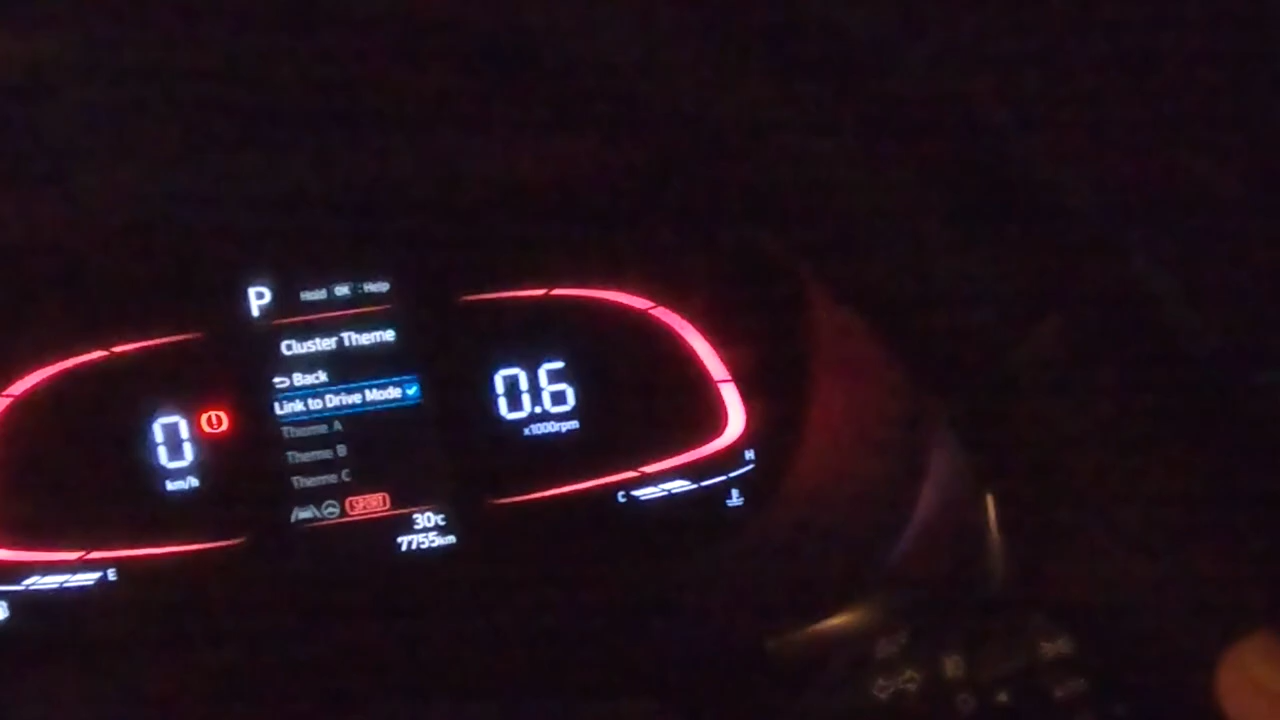 P
Hold OK : Help
Cluster Theme
Back
Link to Drive Mode
Theme A
Theme B
Theme C
SPORT
30°C
7755km
0
km/h
E
0.6
x1000rpm
C
H